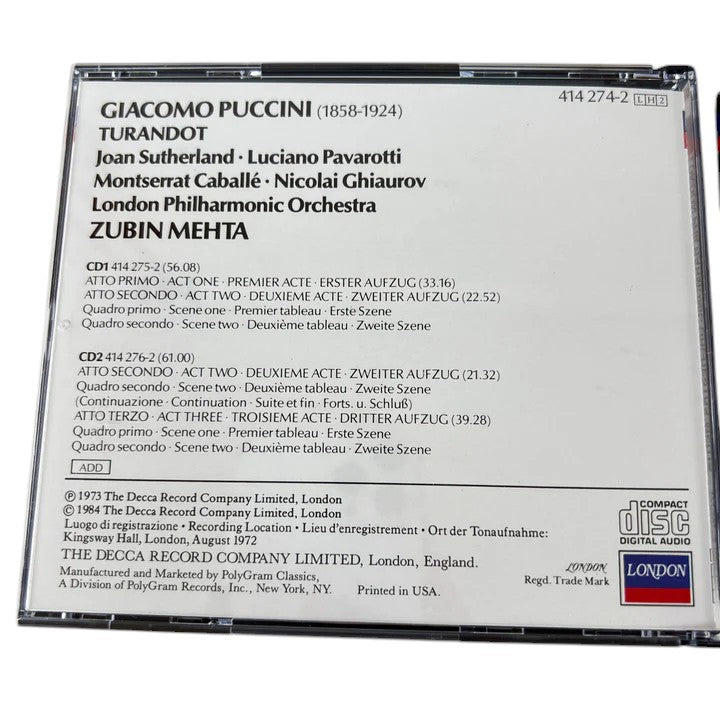 414 274-2 L H 2
GIACOMO PUCCINI (1858-1924)
TURANDOT
Joan Sutherland · Luciano Pavarotti
Montserrat Caballé · Nicolai Ghiaurov
London Philharmonic Orchestra
ZUBIN MEHTA
CD1 414 275-2 (56.08)
ATTO PRIMO · ACT ONE · PREMIER ACTE · ERSTER AUFZUG (33.16)
ATTO SECONDO · ACT TWO · DEUXIEME ACTE · ZWEITER AUFZUG (22.52)
Quadro primo · Scene one · Premier tableau · Erste Szene
Quadro secondo · Scene two · Deuxième tableau · Zweite Szene
CD2 414 276-2 (61.00)
ATTO SECONDO · ACT TWO · DEUXIEME ACTE · ZWEITER AUFZUG (21.32)
Quadro secondo · Scene two · Deuxième tableau · Zweite Szene
(Continuazione · Continuation · Suite et fin · Forts. u. Schluß)
ATTO TERZO · ACT THREE · TROISIEME ACTE · DRITTER AUFZUG (39.28)
Quadro primo · Scene one · Premier tableau · Erste Szene
Quadro secondo · Scene two · Deuxième tableau · Zweite Szene
ADD
℗ 1973 The Decca Record Company Limited, London
© 1984 The Decca Record Company Limited, London
Luogo di registrazione · Recording Location · Lieu d'enregistrement · Ort der Tonaufnahme:
Kingsway Hall, London, August 1972
THE DECCA RECORD COMPANY LIMITED, London, England.
Manufactured and Marketed by PolyGram Classics,
A Division of PolyGram Records, Inc., New York, NY. Printed in USA.
COMPACT
disc
DIGITAL AUDIO
LONDON
Regd. Trade Mark
LONDON